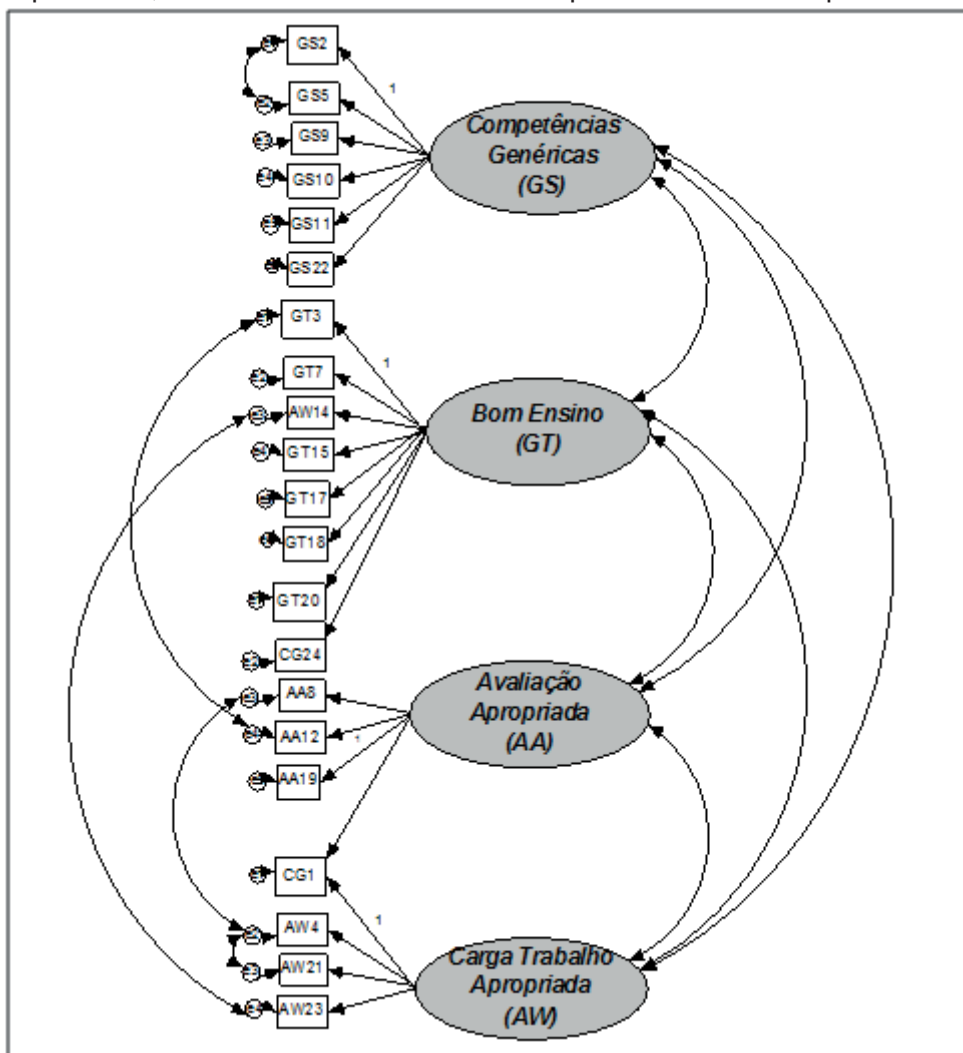 GS2
1
GS5
GS9
GS10
GS11
GS22
Competências
Genéricas
(GS)
GT3
1
GT7
AW14
GT15
GT17
GT18
GT20
CG24
Bom Ensino
(GT)
AA8
AA12
1
AA19
Avaliação
Apropriada
(AA)
CG1
1
AW4
AW21
AW23
Carga Trabalho
Apropriada
(AW)